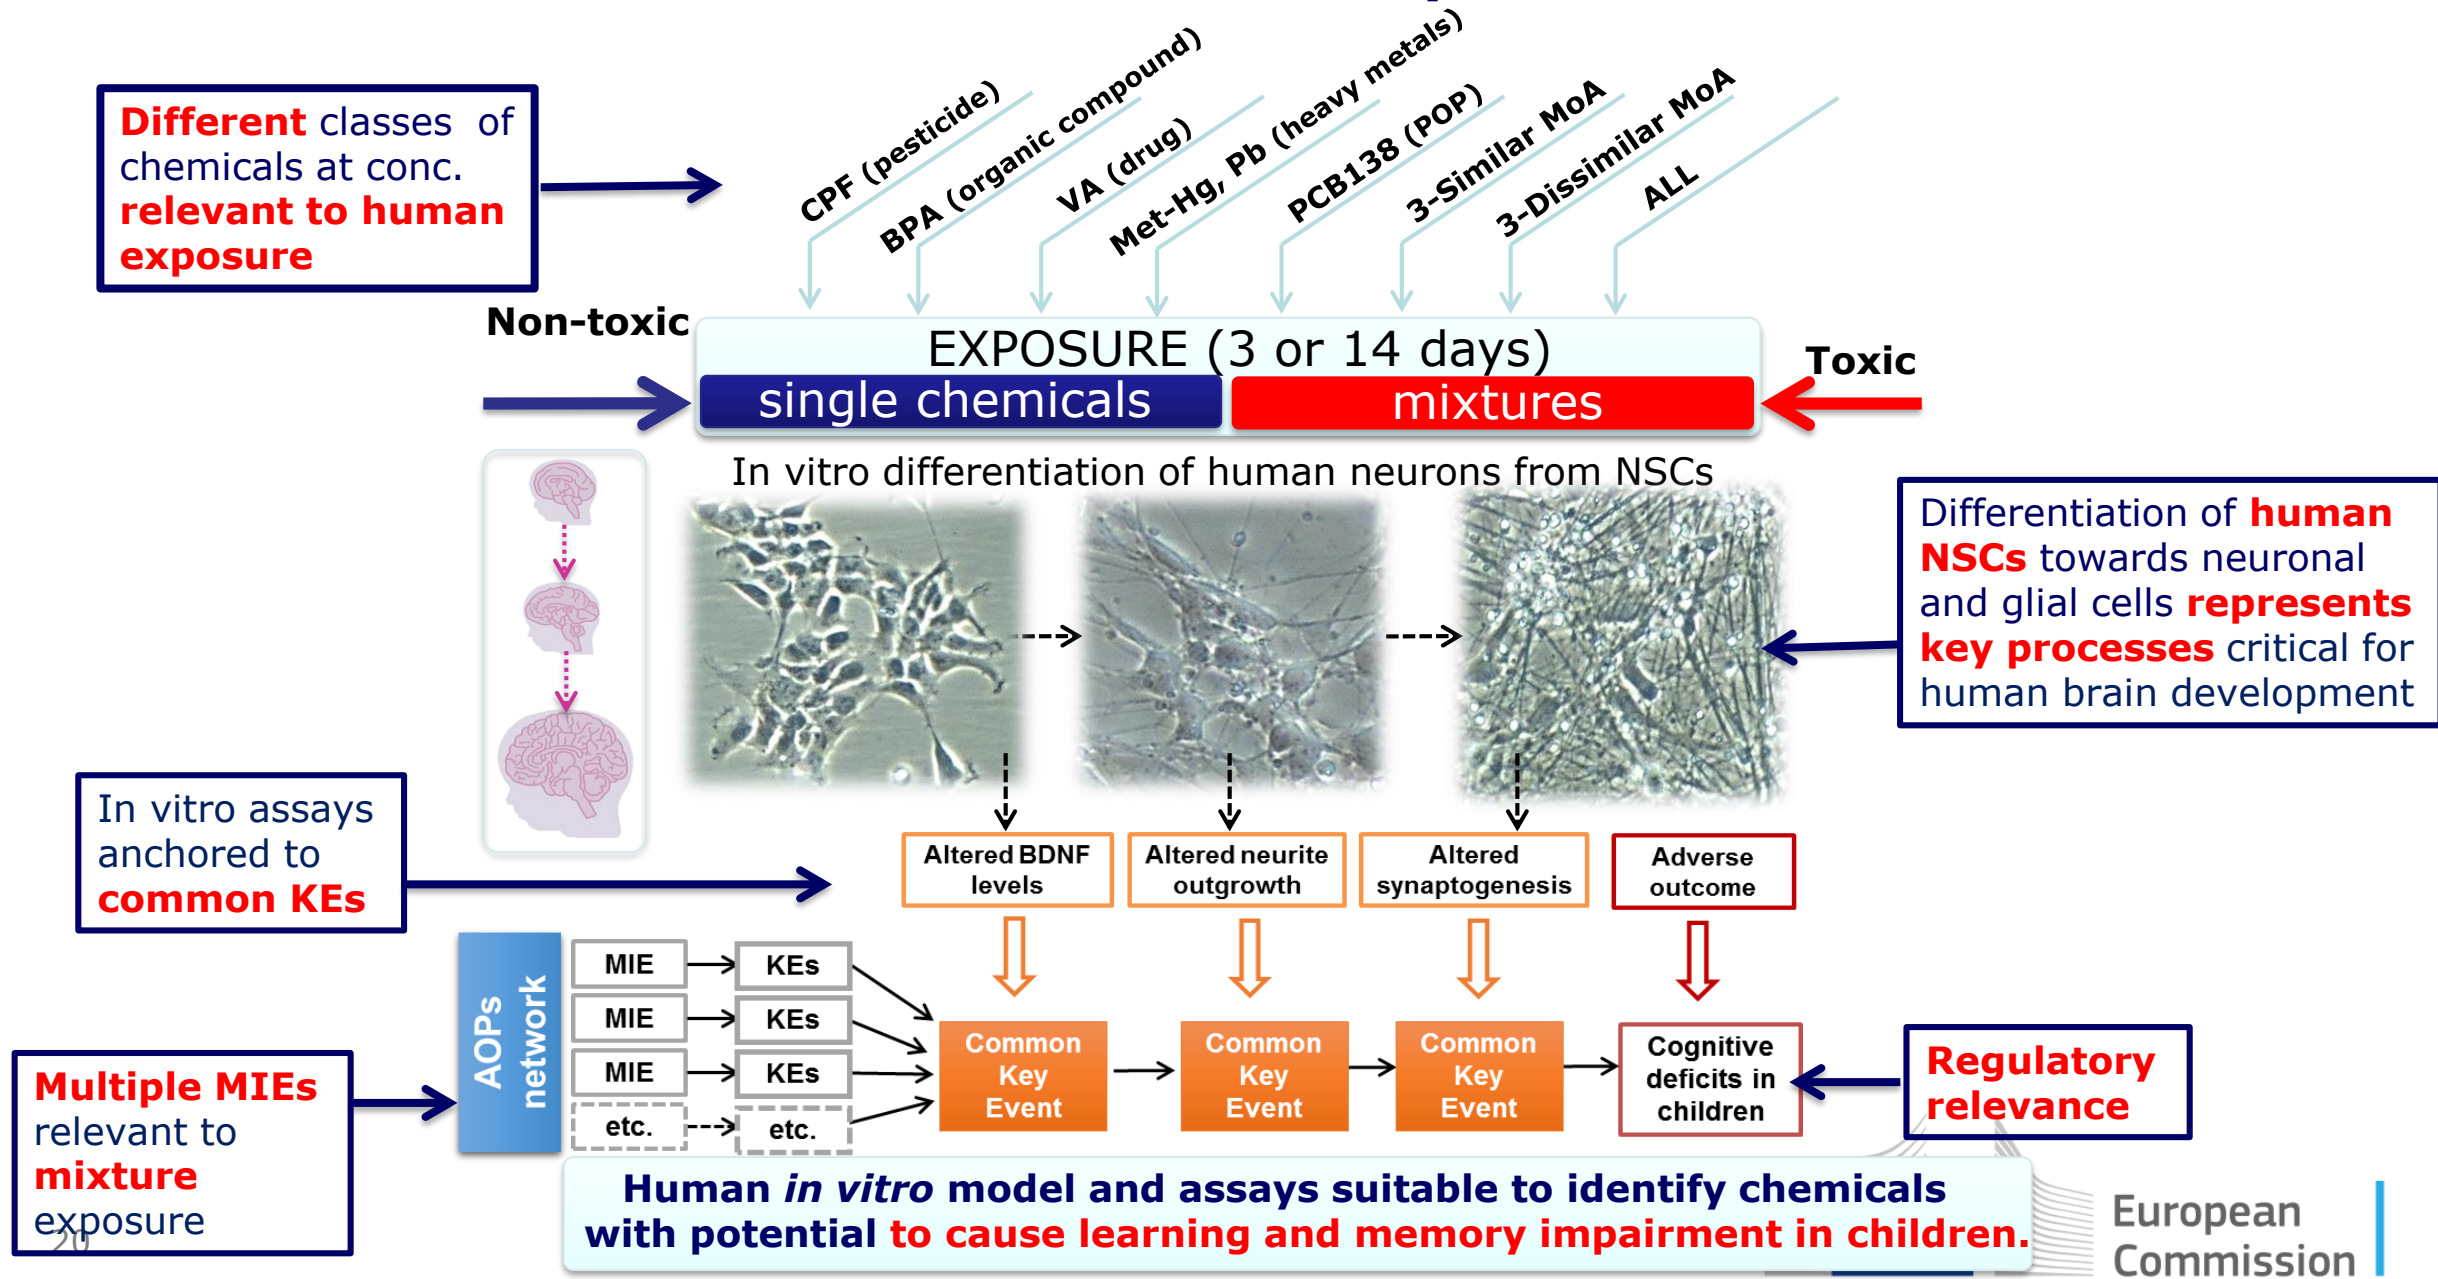 CPF (pesticide)
BPA (organic compound)
VA (drug)
Met-Hg, Pb (heavy metals)
PCB138 (POP)
3-Similar MoA
3-Dissimilar MoA
ALL
Different classes of
chemicals at conc.
relevant to human
exposure
Non-toxic
EXPOSURE (3 or 14 days)
Toxic
single chemicals
mixtures
In vitro differentiation of human neurons from NSCs
Differentiation of human
NSCs towards neuronal
and glial cells represents
key processes critical for
human brain development
In vitro assays
anchored to
common KEs
Altered BDNF
levels
Altered neurite
outgrowth
Altered
synaptogenesis
Adverse
outcome
AOPs
network
MIE
KEs
MIE
KEs
MIE
KEs
etc.
etc.
Common
Key
Event
Common
Key
Event
Common
Key
Event
Cognitive
deficits in
children
Regulatory
relevance
Multiple MIEs
relevant to
mixture
exposure
20
Human in vitro model and assays suitable to identify chemicals
with potential to cause learning and memory impairment in children.
European
Commission